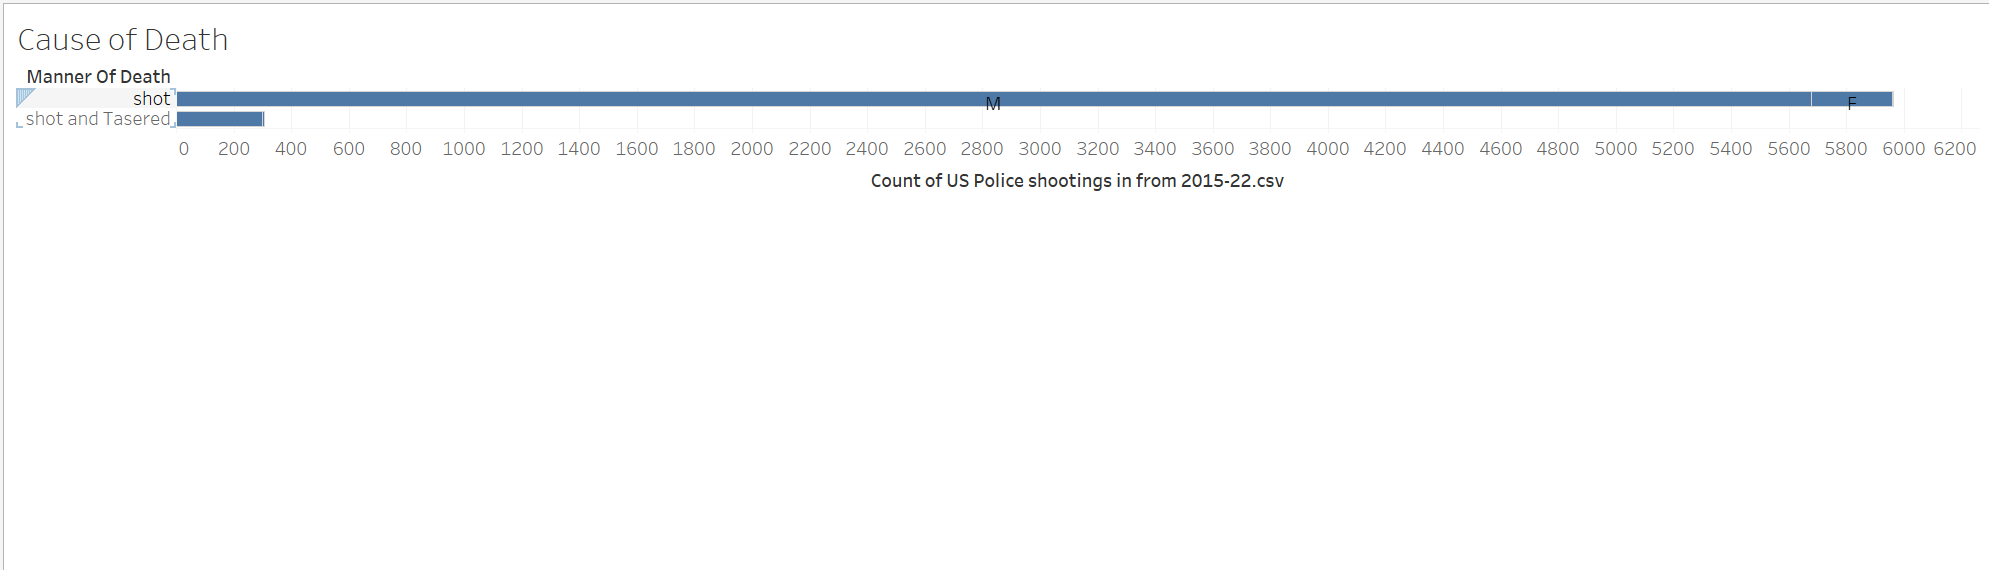 Cause of Death
Manner Of Death
shot
M
F
shot and Tasered
0 200 400 600 800 1000 1200 1400 1600 1800 2000 2200 2400 2600 2800 3000 3200 3400 3600 3800 4000 4200 4400 4600 4800 5000 5200 5400 5600 5800 6000 6200
Count of US Police shootings in from 2015-22.csv